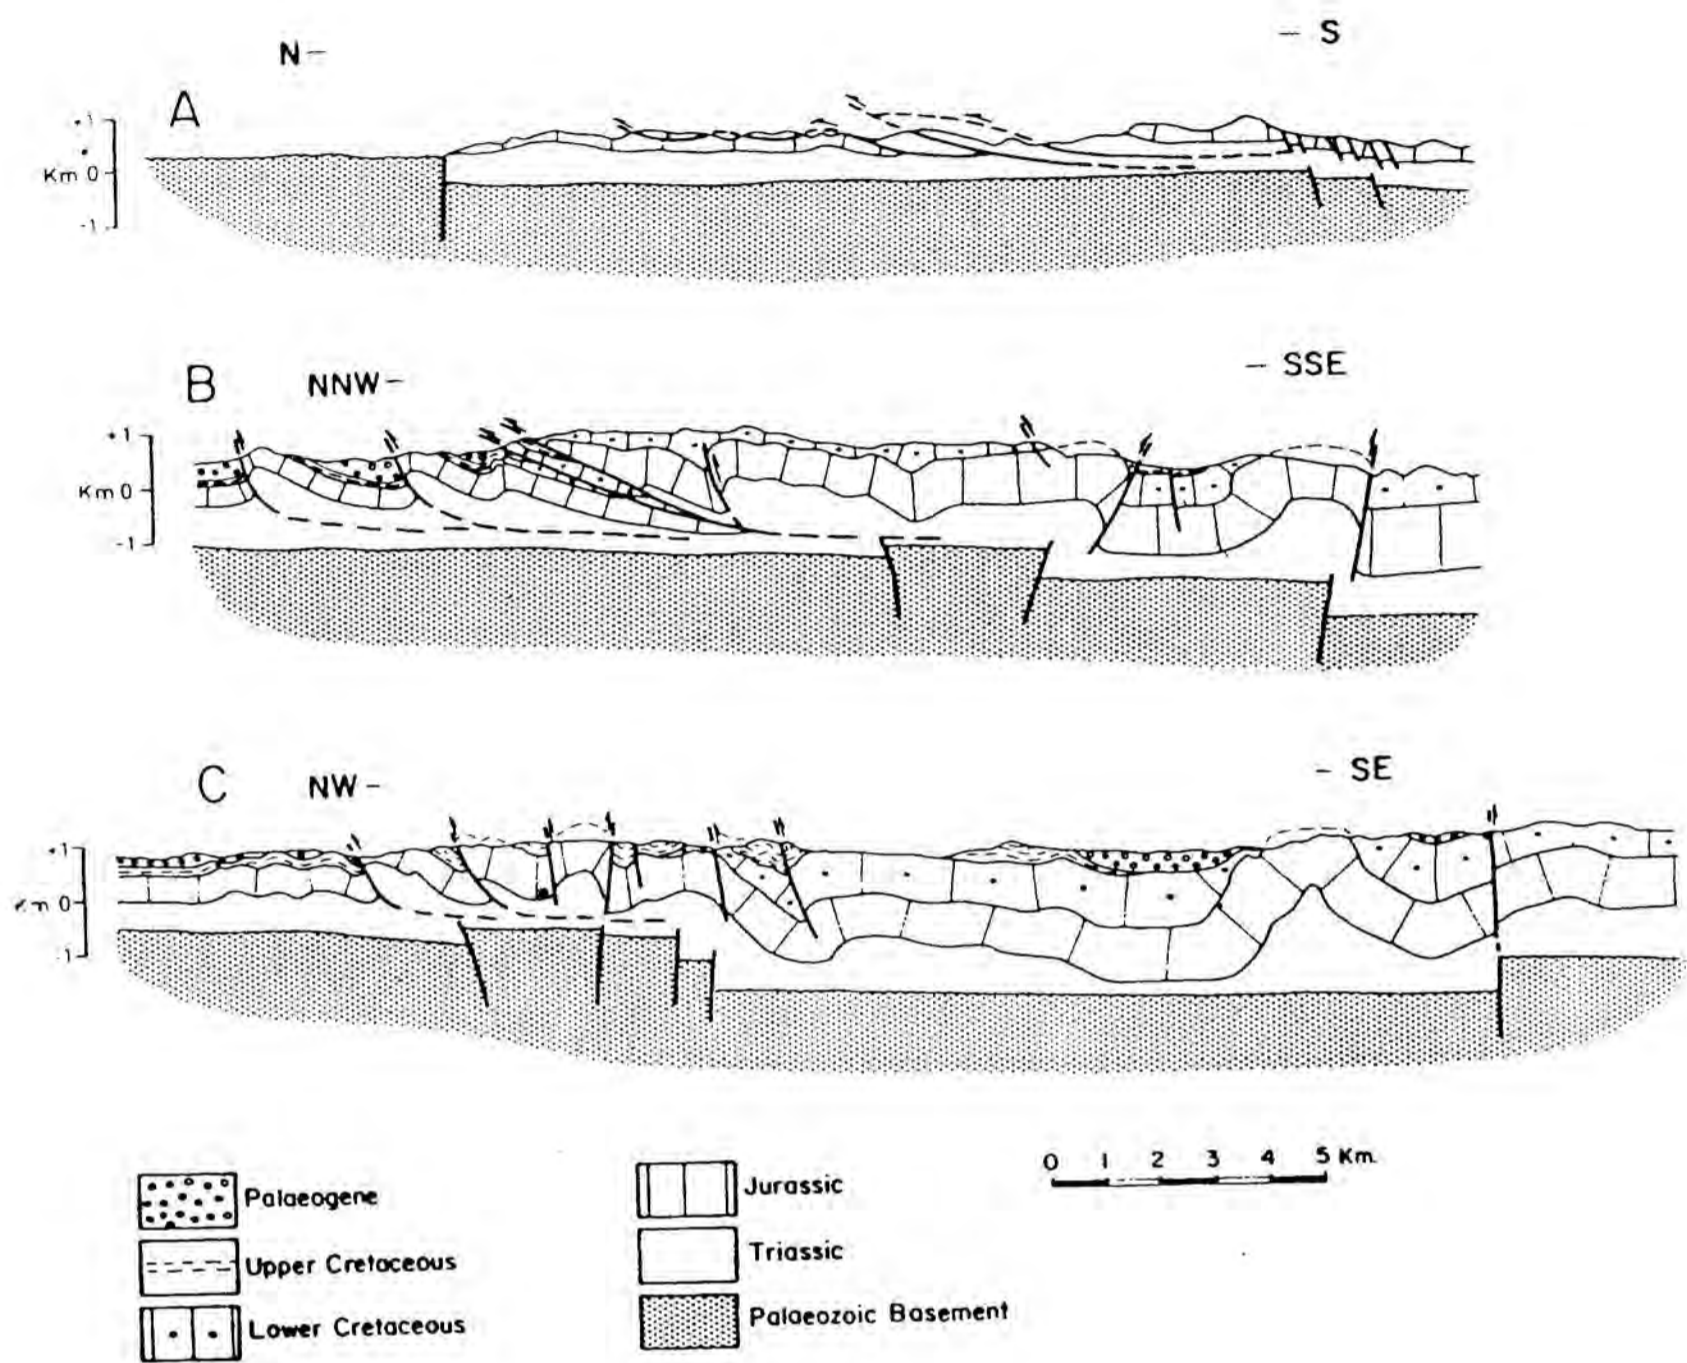 N – – S
A
+1
Km 0
-1
B NNW – – SSE
+1
Km 0
-1
C NW – – SE
+1
Km 0
1
Palaeogene
Upper Cretaceous
Lower Cretaceous
Jurassic
Triassic
Palaeozoic Basement
0 1 2 3 4 5 Km.